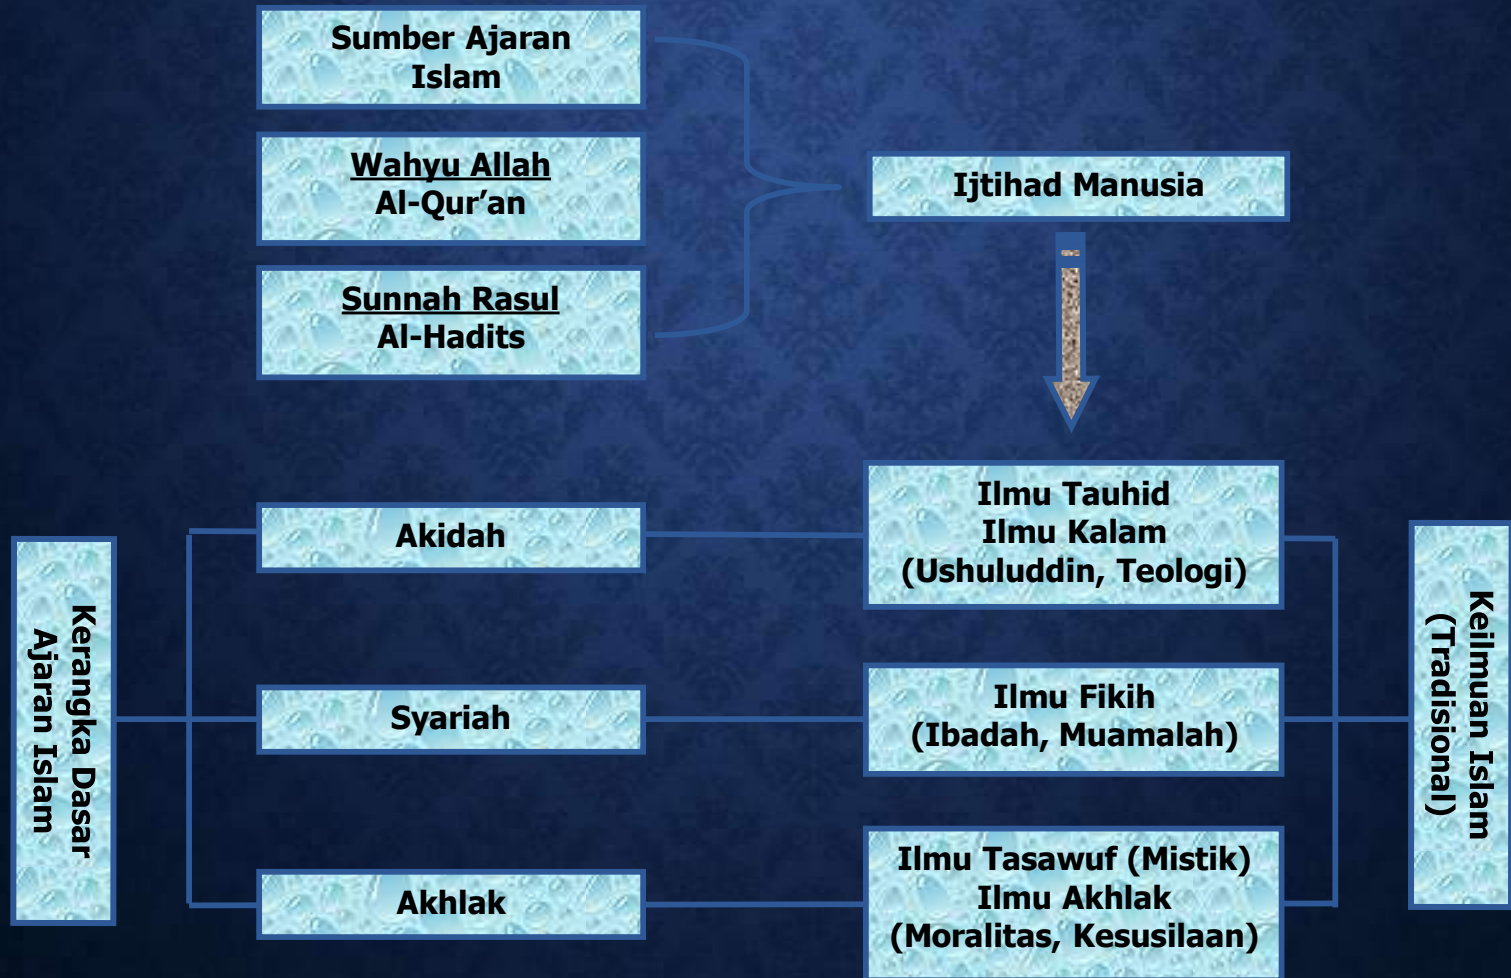 Sumber Ajaran
Islam
Wahyu Allah
Al-Qur’an
Sunnah Rasul
Al-Hadits
Ijtihad Manusia
Kerangka Dasar
Ajaran Islam
Akidah
Syariah
Akhlak
Ilmu Tauhid
Ilmu Kalam
(Ushuluddin, Teologi)
Ilmu Fikih
(Ibadah, Muamalah)
Ilmu Tasawuf (Mistik)
Ilmu Akhlak
(Moralitas, Kesusilaan)
Keilmuan Islam
(Tradisional)